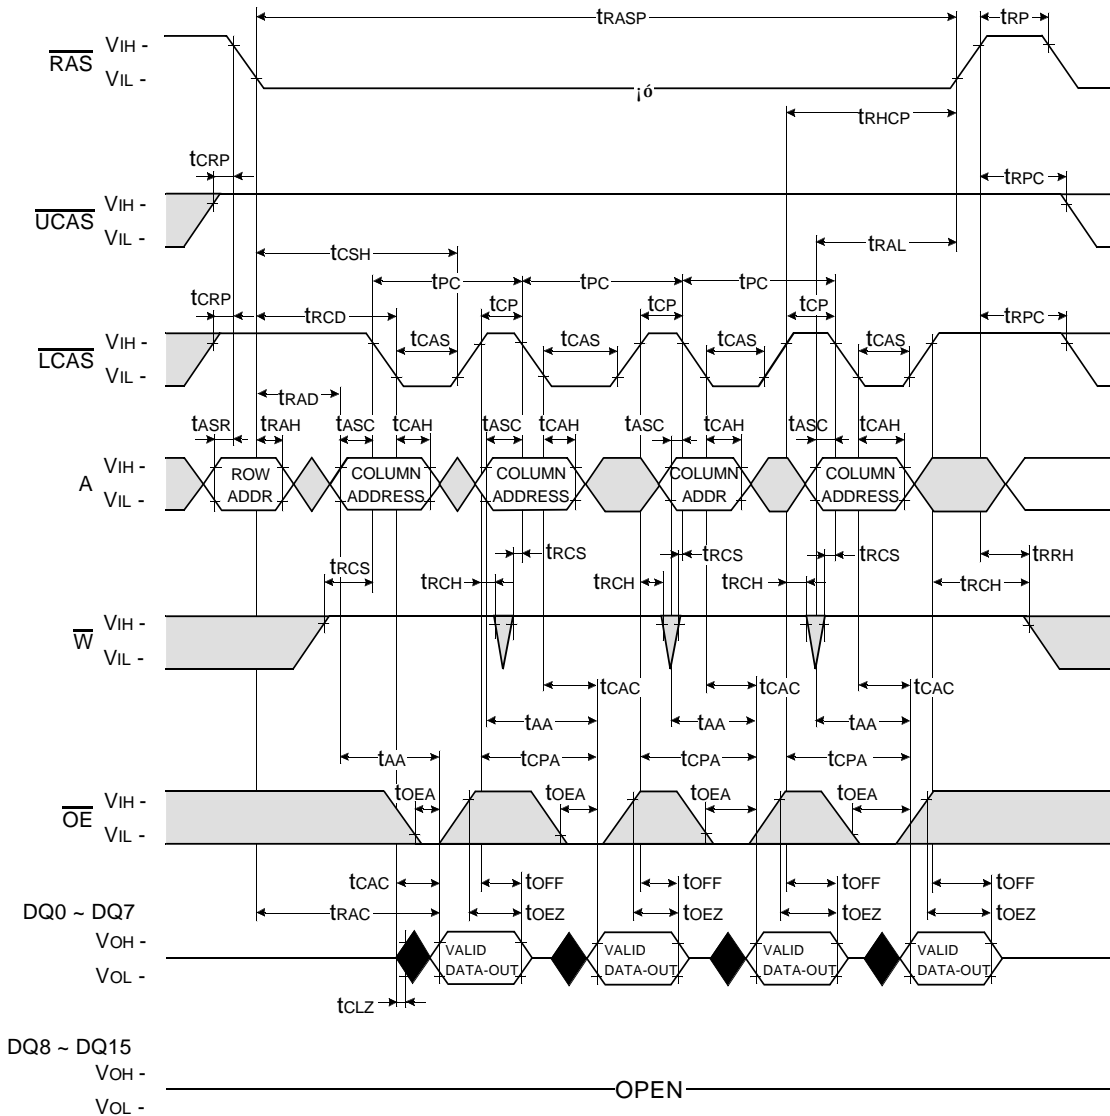 tRASP tRP
RAS VIH -
VIL -
¡ó
tRHCP
tCRP tRPC
UCAS VIH -
VIL -
tRAL
tCSH
tPC tPC tPC
tCRP tRCD tCP tCP tCP tRPC
LCAS VIH -
VIL -
tCAS tCAS tCAS tCAS
tRAD
tASR tRAH tASC tCAH tASC tCAH tASC tCAH tASC tCAH
A VIH -
VIL -
ROW ADDR
COLUMN ADDRESS
COLUMN ADDRESS
COLUMN ADDR
COLUMN ADDRESS
tRCS tRCS tRCS tRCS tRRH
tRCH tRCH tRCH tRCH
W VIH -
VIL -
tCAC tCAC tCAC
tAA tAA tAA
tAA tCPA tCPA tCPA
tOEA tOEA tOEA tOEA
OE VIH -
VIL -
tCAC tOFF tOFF tOFF tOFF
tRAC tOEZ tOEZ tOEZ tOEZ
DQ0 ~ DQ7
VOH -
VOL -
VALID DATA-OUT
VALID DATA-OUT
VALID DATA-OUT
VALID DATA-OUT
tCLZ
DQ8 ~ DQ15
VOH -
VOL -
OPEN